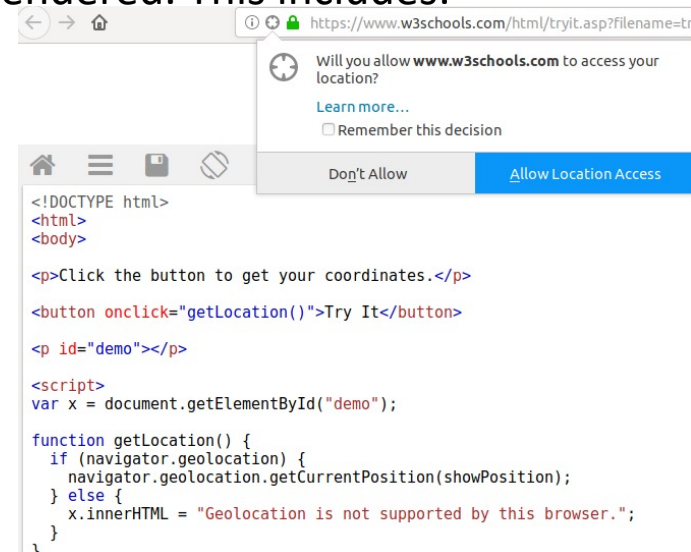 endered. This includes:
https://www.w3schools.com/html/tryit.asp?filename=tr
Will you allow www.w3schools.com to access your
location?
Learn more...
Remember this decision
Don't Allow
Allow Location Access
<!DOCTYPE html>
<html>
<body>
<p>Click the button to get your coordinates.</p>
<button onclick="getLocation()">Try It</button>
<p id="demo"></p>
<script>
var x = document.getElementById("demo");
function getLocation() {
  if (navigator.geolocation) {
    navigator.geolocation.getCurrentPosition(showPosition);
  } else {
    x.innerHTML = "Geolocation is not supported by this browser.";
  }
}